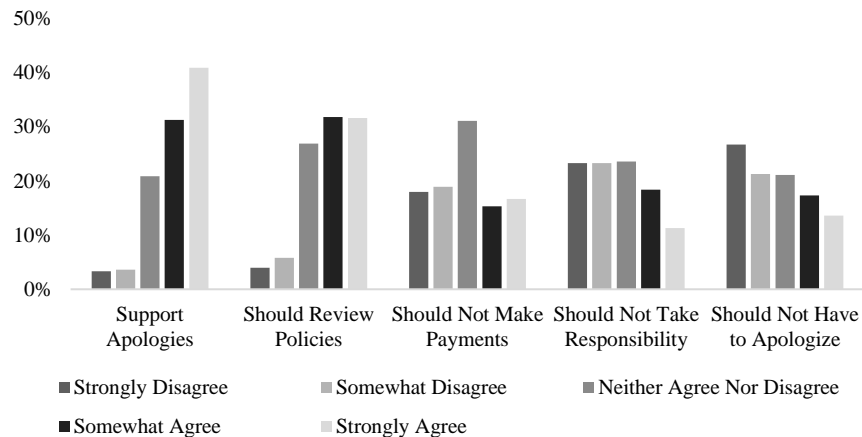 50%
40%
30%
20%
10%
0%
Support Apologies
Should Review Policies
Should Not Make Payments
Should Not Take Responsibility
Should Not Have to Apologize
Strongly Disagree
Somewhat Disagree
Neither Agree Nor Disagree
Somewhat Agree
Strongly Agree